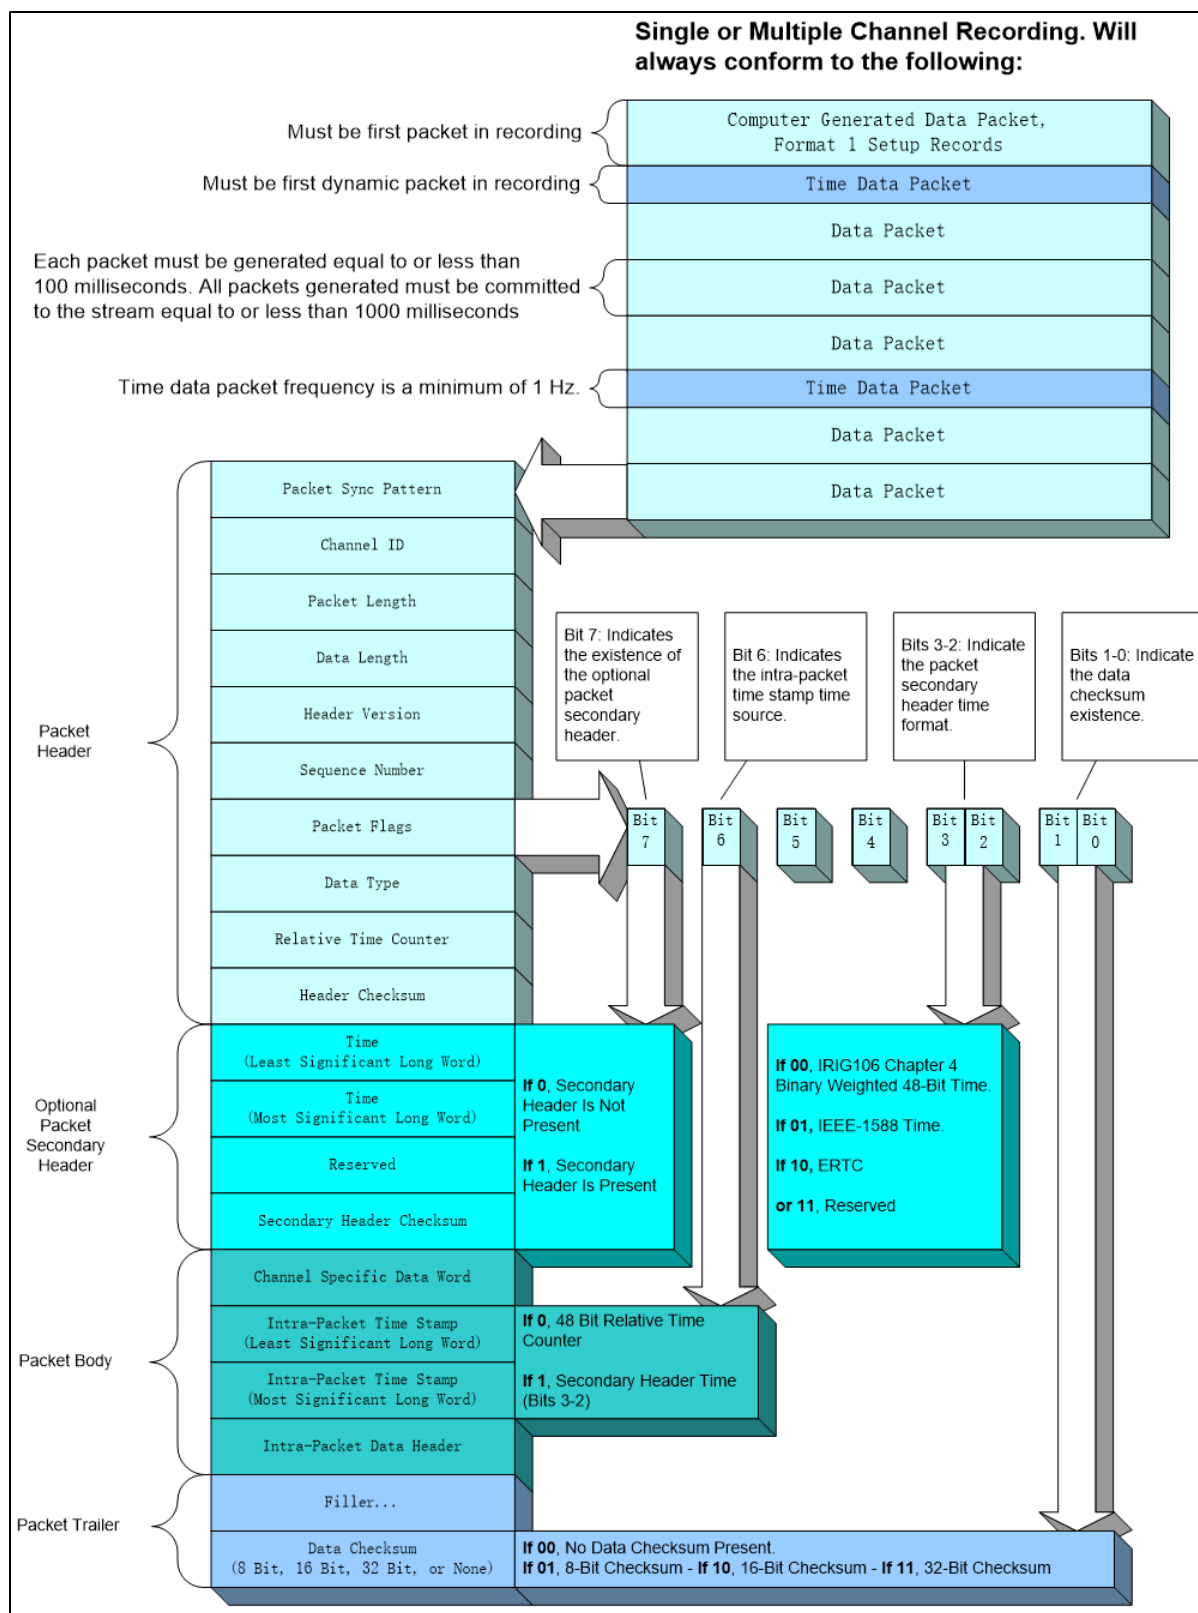 Single or Multiple Channel Recording. Will
always conform to the following:
Must be first packet in recording
Computer Generated Data Packet,
Format 1 Setup Records
Must be first dynamic packet in recording
Time Data Packet
Data Packet
Each packet must be generated equal to or less than
100 milliseconds. All packets generated must be committed
to the stream equal to or less than 1000 milliseconds
Data Packet
Data Packet
Time data packet frequency is a minimum of 1 Hz.
Time Data Packet
Data Packet
Data Packet
Packet
Header
Packet Sync Pattern
Channel ID
Packet Length
Data Length
Header Version
Sequence Number
Packet Flags
Data Type
Relative Time Counter
Header Checksum
Bit 7: Indicates
the existence of
the optional
packet
secondary
header.
Bit 6: Indicates
the intra-packet
time stamp time
source.
Bits 3-2: Indicate
the packet
secondary
header time
format.
Bits 1-0: Indicate
the data
checksum
existence.
Bit
7
Bit
6
Bit
5
Bit
4
Bit
3
Bit
2
Bit
1
Bit
0
Optional
Packet
Secondary
Header
Time
(Least Significant Long Word)
Time
(Most Significant Long Word)
Reserved
Secondary Header Checksum
If 0, Secondary
Header Is Not
Present
If 1, Secondary
Header Is Present
If 00, IRIG106 Chapter 4
Binary Weighted 48-Bit Time.
If 01, IEEE-1588 Time.
If 10, ERTC
or 11, Reserved
Packet Body
Channel Specific Data Word
Intra-Packet Time Stamp
(Least Significant Long Word)
Intra-Packet Time Stamp
(Most Significant Long Word)
Intra-Packet Data Header
If 0, 48 Bit Relative Time
Counter
If 1, Secondary Header Time
(Bits 3-2)
Packet Trailer
Filler...
Data Checksum
(8 Bit, 16 Bit, 32 Bit, or None)
If 00, No Data Checksum Present.
If 01, 8-Bit Checksum - If 10, 16-Bit Checksum - If 11, 32-Bit Checksum